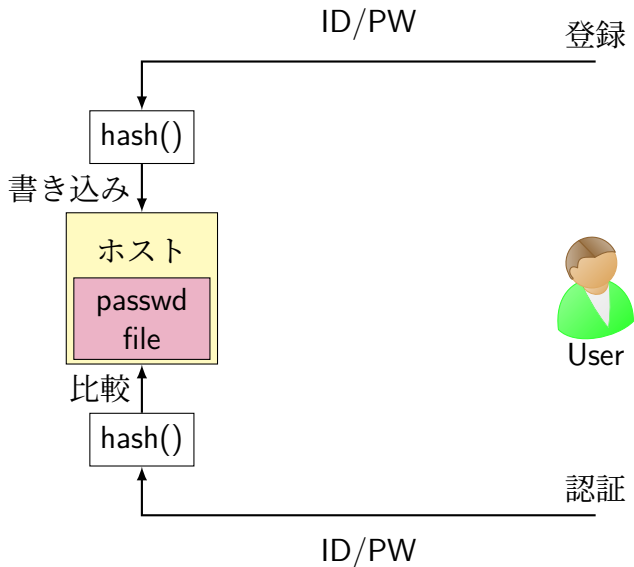 ID/PW
登録
hash()
書き込み
ホスト
passwd
file
User
比較
hash()
認証
ID/PW